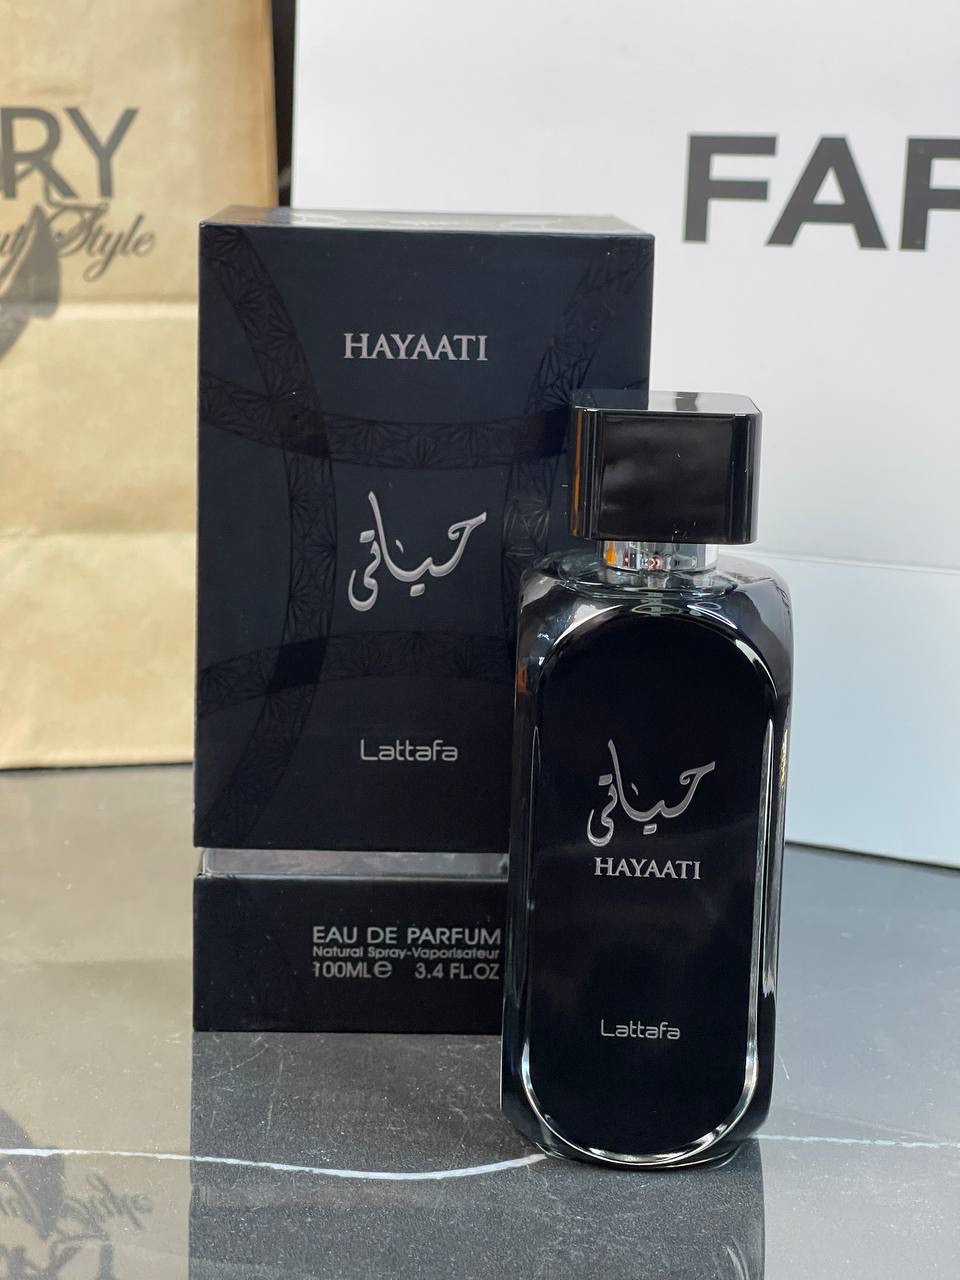 RY
Style
FAR
HAYAATI
حياتي
Lattafa
EAU DE PARFUM
Natural Spray-Vaporisateur
100ML℮ 3.4 FL.OZ
حياتي
HAYAATI
Lattafa